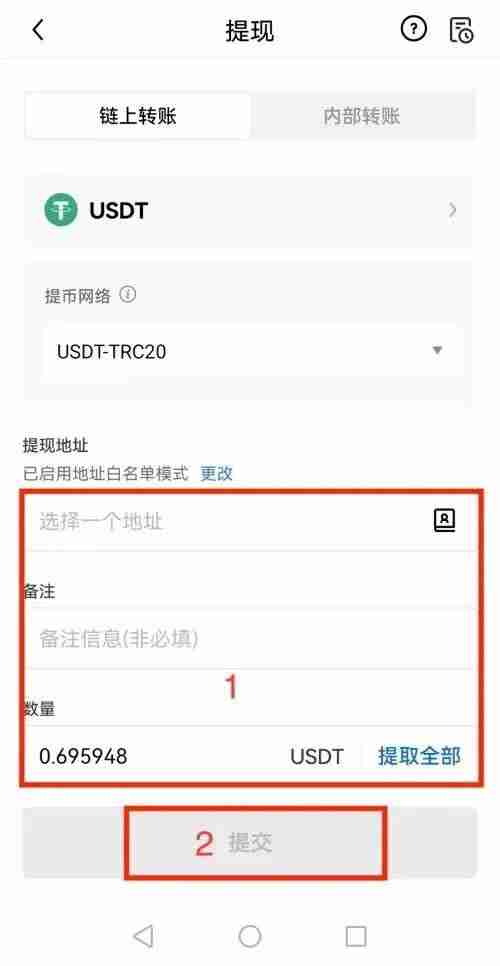 提现
链上转账 内部转账
USDT
提币网络
USDT-TRC20
提现地址
已启用地址白名单模式 更改
选择一个地址
备注
备注信息(非必填)
1
数量
0.695948 USDT 提取全部
2 提交